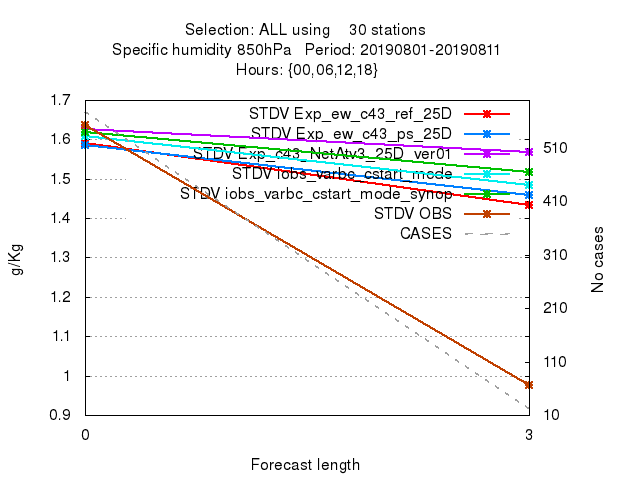 Selection: ALL using 30 stations
Specific humidity 850hPa Period: 20190801-20190811
Hours: {00,06,12,18}
STDV Exp_ew_c43_ref_25D
STDV Exp_ew_c43_ps_25D
STDV Exp_c43_NetAtv3_25D_ver01
STDV iobs_varbc_cstart_mode
STDV iobs_varbc_cstart_mode_synop
STDV OBS
CASES
1.7
1.6
1.5
1.4
1.3
1.2
1.1
1
0.9
g/Kg
510
410
310
210
110
10
No cases
0
3
Forecast length